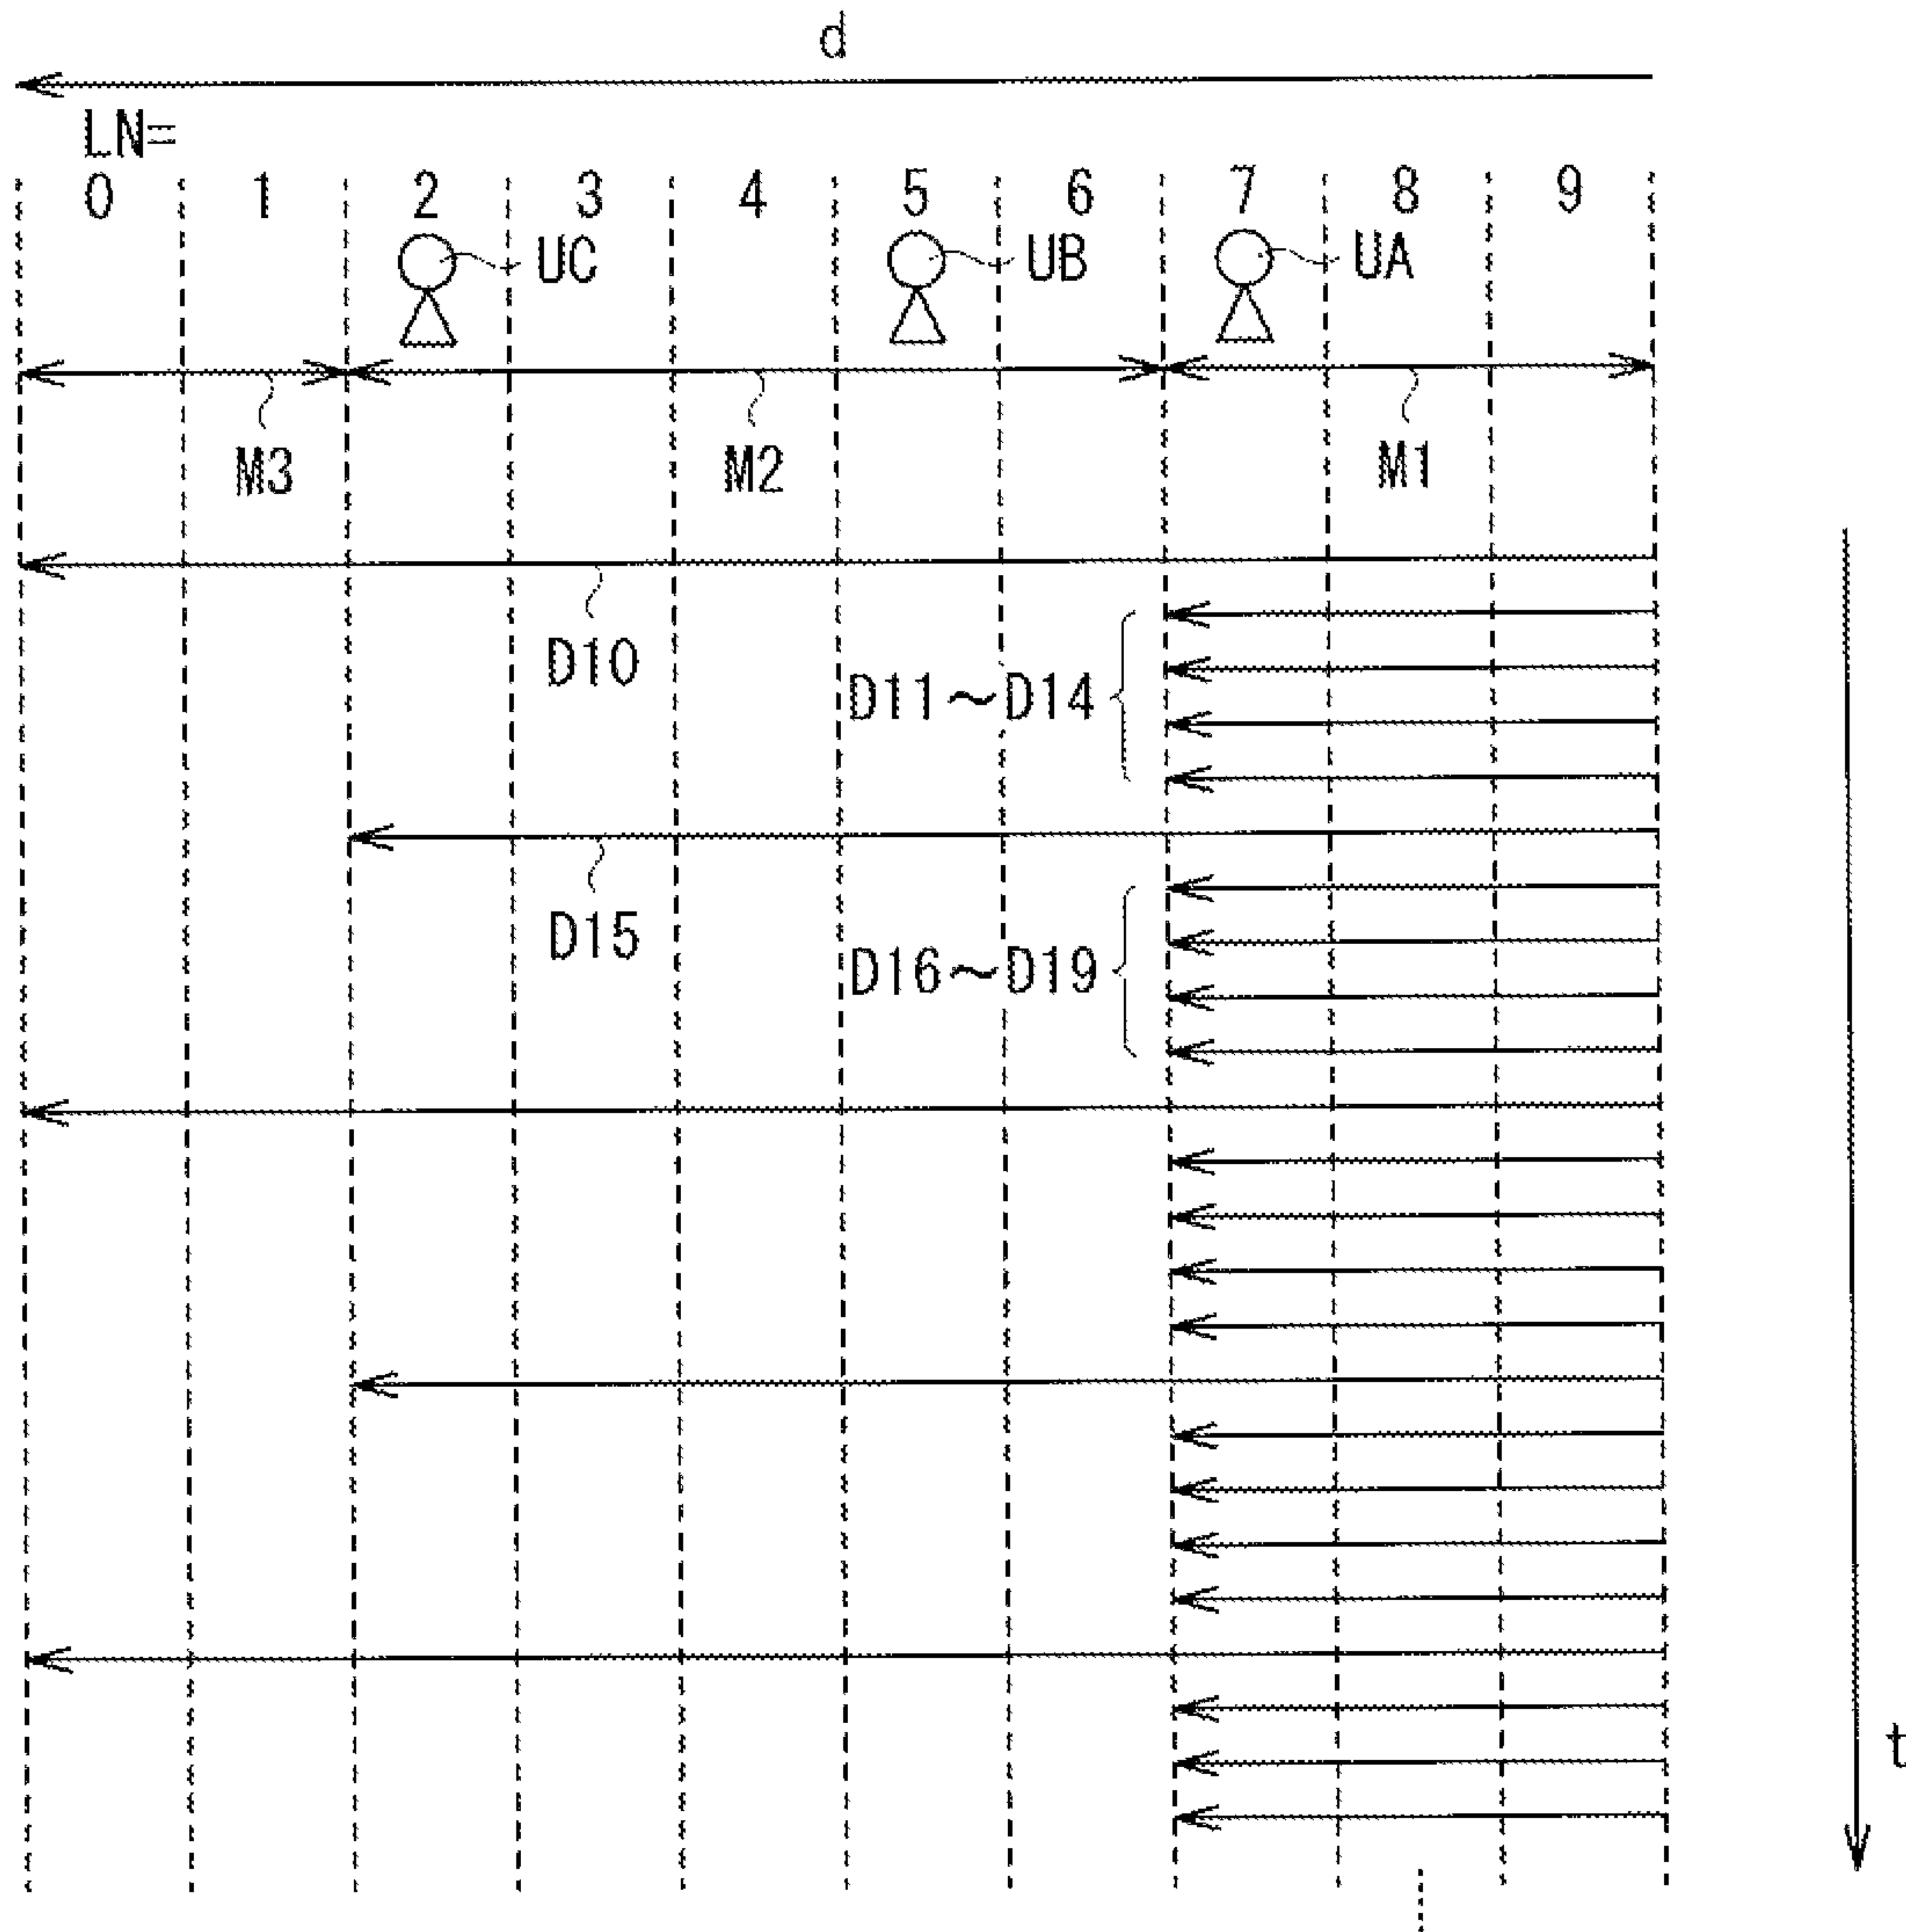 d
LN=
0 1 2 3 4 5 6 7 8 9
UC UB UA
M3 M2 M1
D10
D11～D14
D15
D16～D19
t